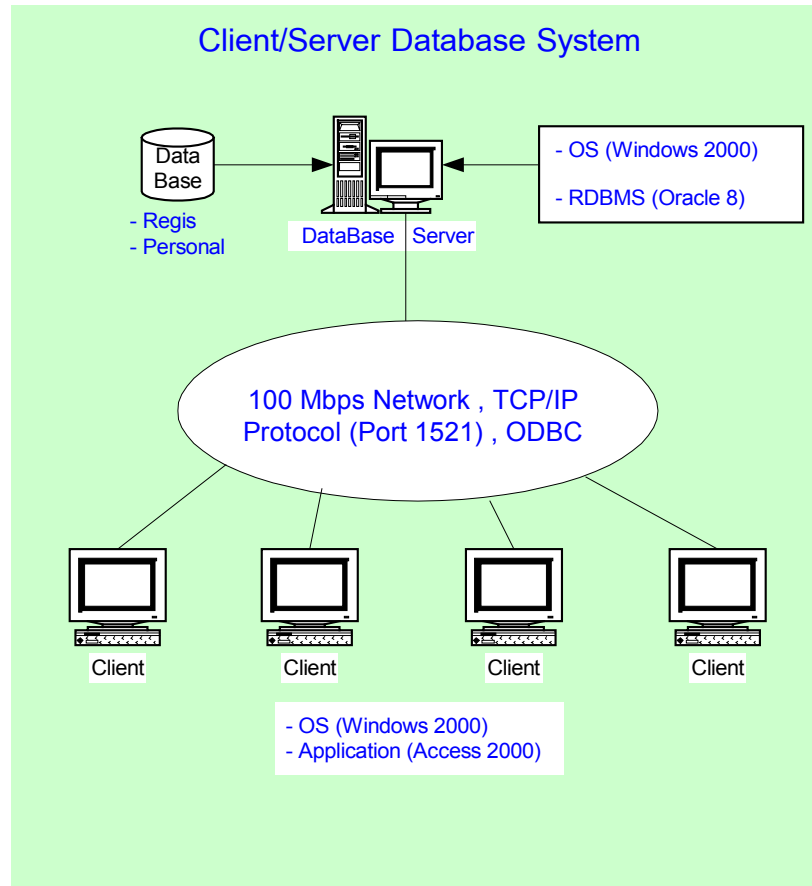 Client/Server Database System
Data
Base
- Regis
- Personal
DataBase Server
- OS (Windows 2000)
- RDBMS (Oracle 8)
100 Mbps Network , TCP/IP
Protocol (Port 1521) , ODBC
Client
Client
Client
Client
- OS (Windows 2000)
- Application (Access 2000)